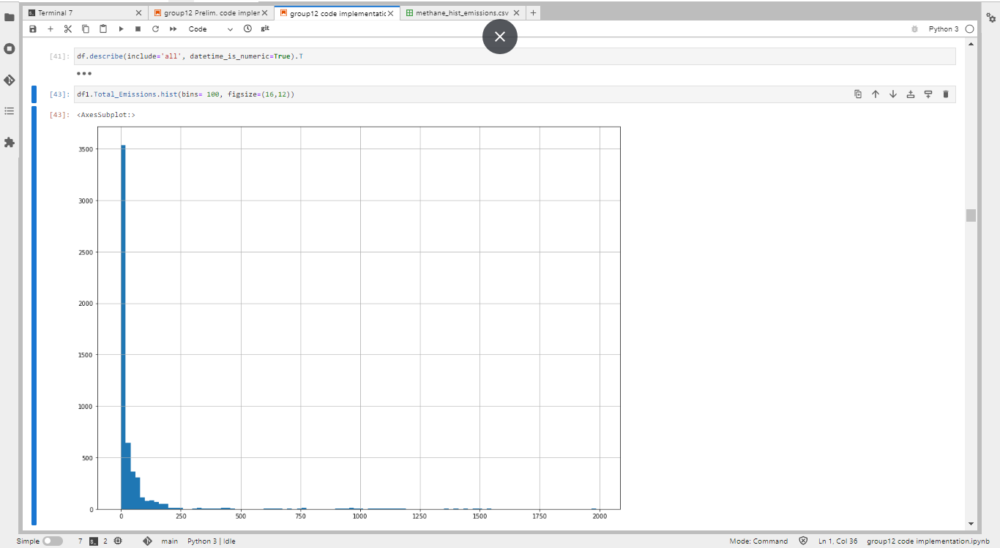 Terminal 7
group12 Prelim. code impler
group12 code implementatic
methane_hist_emissions.csv
Code
git
Python 3
[41]:
df.describe(include='all', datetime_is_numeric=True).T
[43]:
df1.Total_Emissions.hist(bins= 100, figsize=(16,12))
[43]:
<AxesSubplot:>
3500
3000
2500
2000
1500
1000
500
0
0 250 500 750 1000 1250 1500 1750 2000
Simple 7 2 main Python 3 | Idle Mode: Command Ln 1, Col 36 group12 code implementation.ipynb